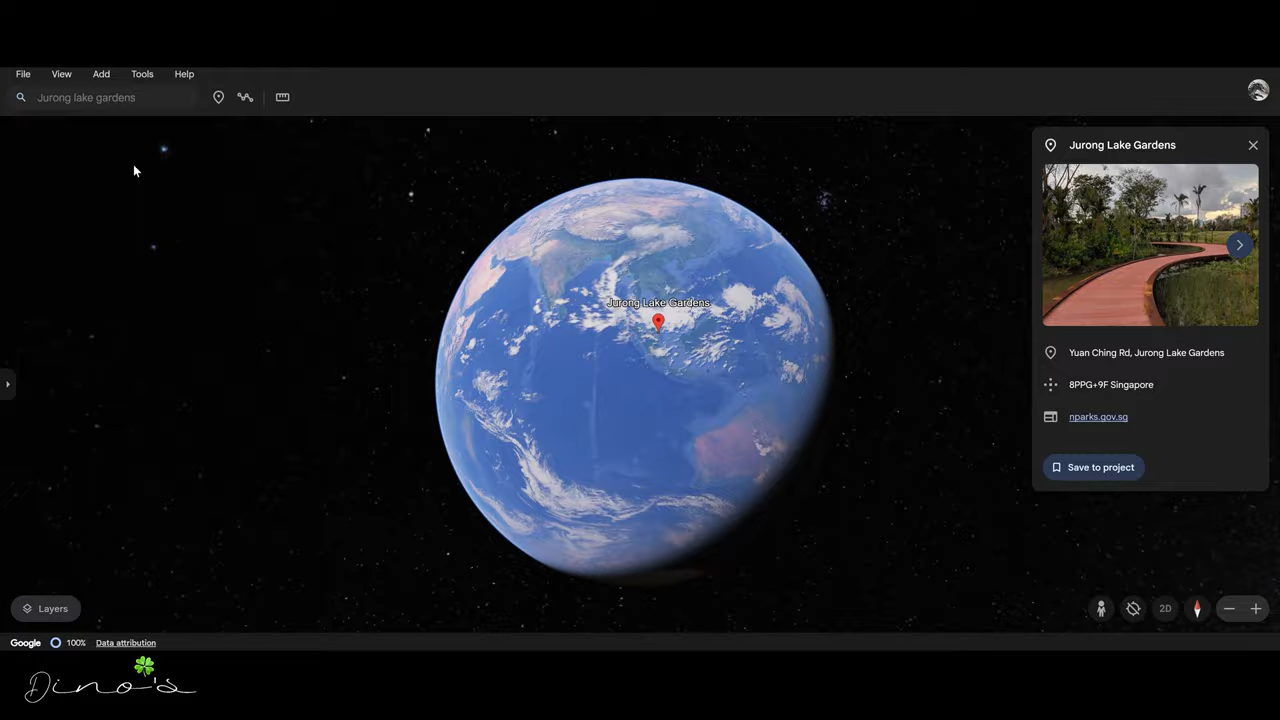 File View Add Tools Help
Jurong lake gardens
Jurong Lake Gardens
Jurong Lake Gardens
Yuan Ching Rd, Jurong Lake Gardens
8PPG+9F Singapore
nparks.gov.sg
Save to project
Layers
2D
Google 100% Data attribution
Dino's